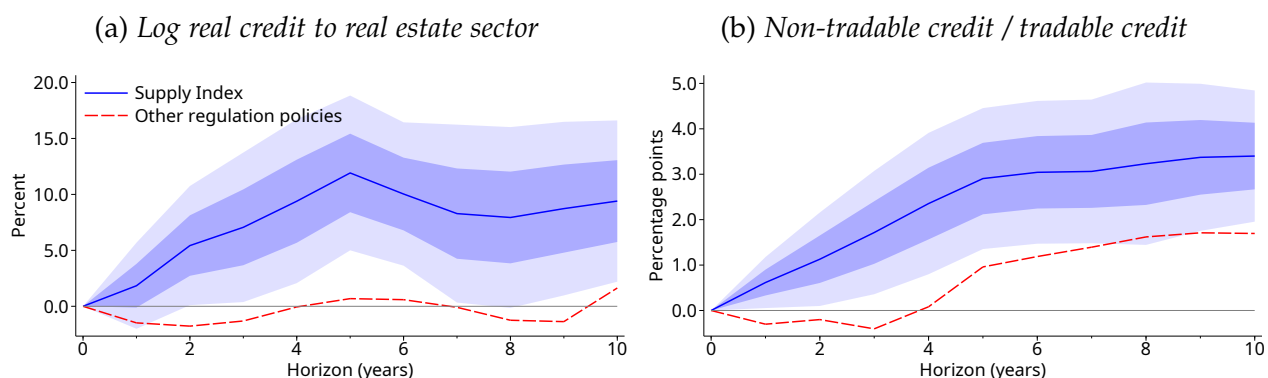 (a) Log real credit to real estate sector
Percent
20.0
15.0
10.0
5.0
0.0
Supply Index
Other regulation policies
0 2 4 6 8 10
Horizon (years)
(b) Non-tradable credit / tradable credit
Percentage points
5.0
4.0
3.0
2.0
1.0
0.0
0 2 4 6 8 10
Horizon (years)